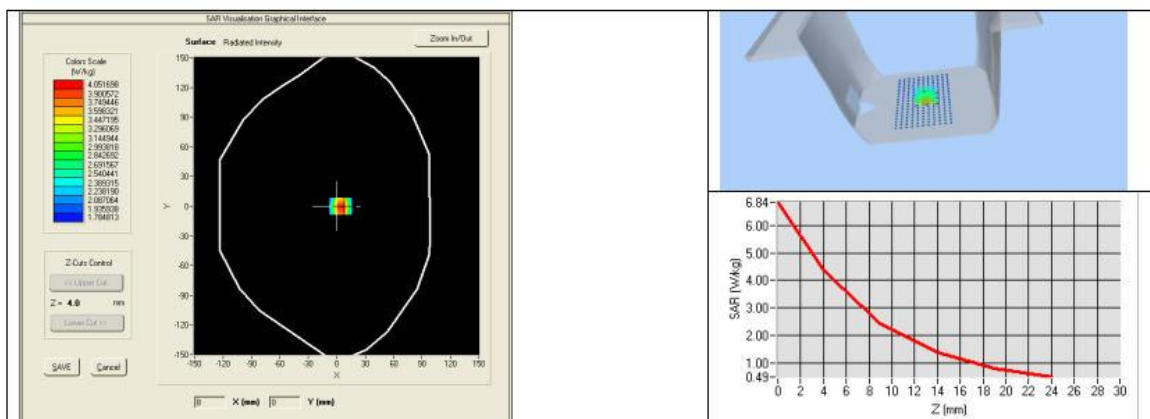 SAR Visualisation Graphical Interface
Surface Radiated Intensity
Zoom In/Out
Colors Scale
(W/kg)
4.051698
3.900572
3.749446
3.598321
3.447195
3.296069
3.144944
2.993818
2.842692
2.691567
2.540441
2.389315
2.238190
2.087064
1.935938
1.784813
150
120
90
60
30
0
-30
-60
-90
-120
-150
Y
-150 -120 -90 -60 -30 0 30 60 90 120 150
X
Z-Cuts Control
<< Upper Cut
Z = 4.0 mm
Lower Cut >>
SAVE Cancel
0 X (mm) 0 Y (mm)
6.84
6.00
5.00
4.00
3.00
2.00
1.00
0.49
SAR (W/kg)
0 2 4 6 8 10 12 14 16 18 20 22 24 26 28 30
Z (mm)